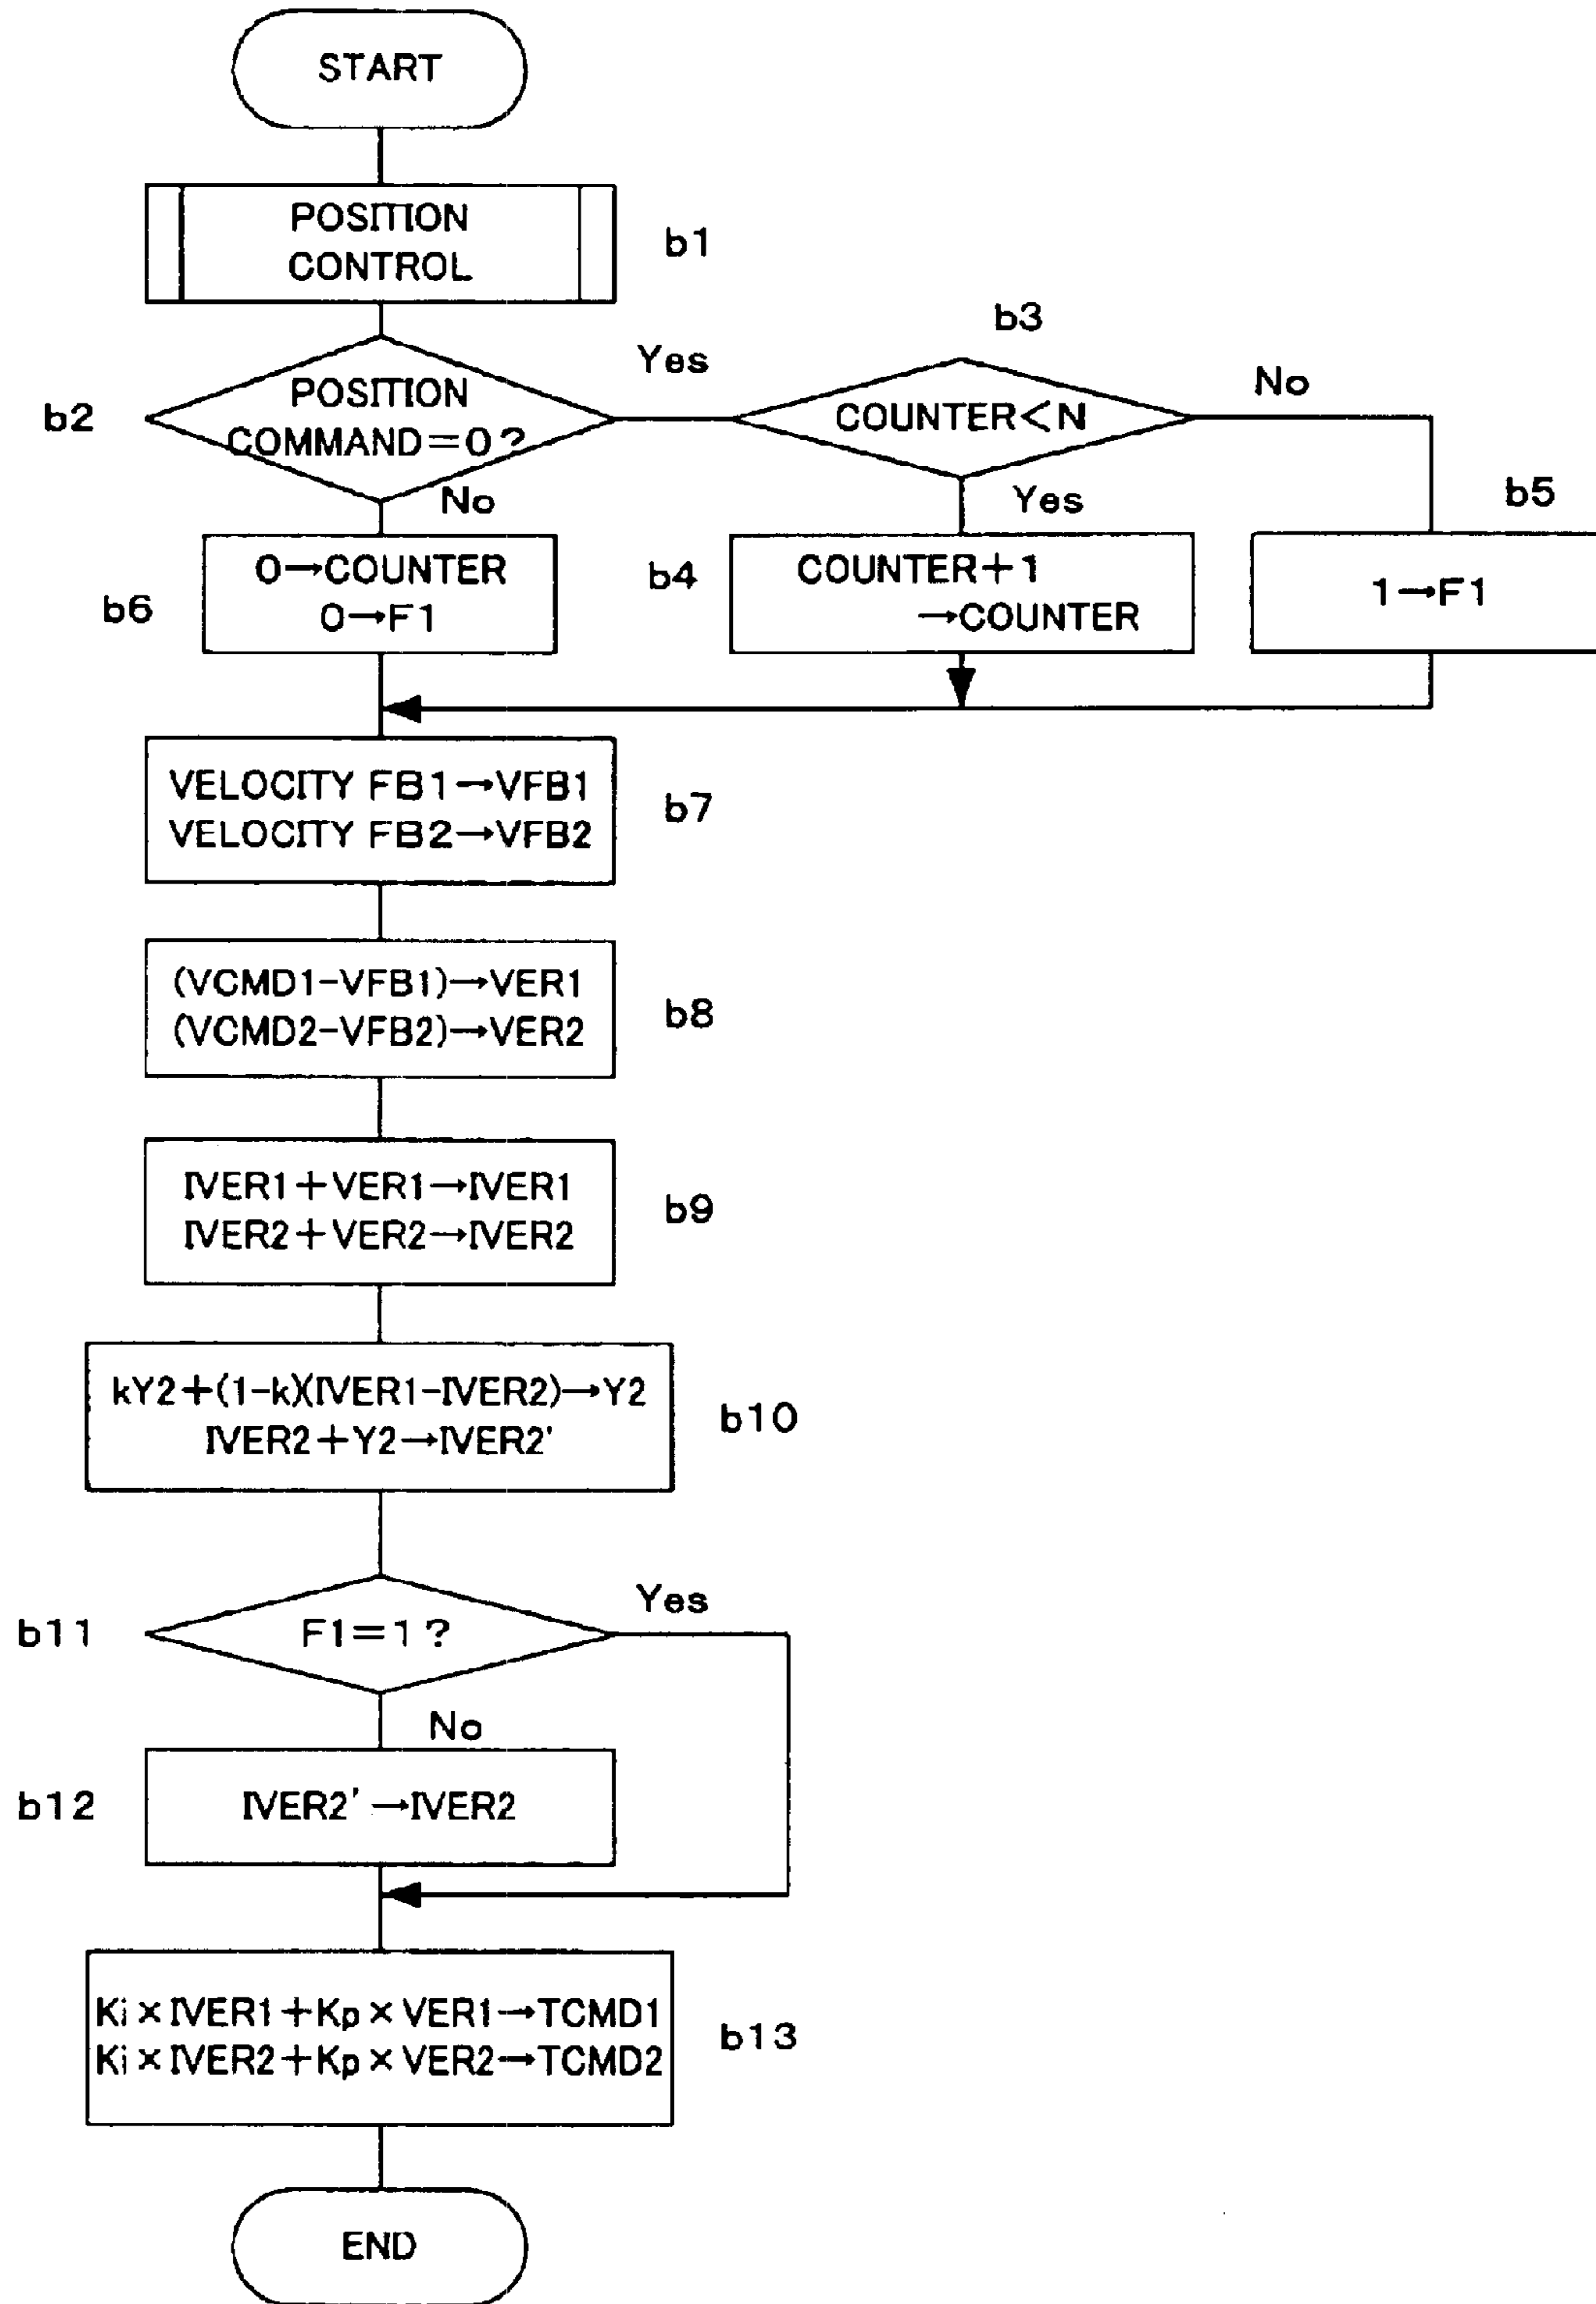 START
POSITION
CONTROL
b1
b3
b2
POSITION
COMMAND=0?
Yes
COUNTER<N
No
No
Yes
b5
b6
0→COUNTER
0→F1
b4
COUNTER+1
→COUNTER
1→F1
VELOCITY FB1→VFB1
VELOCITY FB2→VFB2
b7
(VCMD1-VFB1)→VER1
(VCMD2-VFB2)→VER2
b8
IVER1+VER1→IVER1
IVER2+VER2→IVER2
b9
kY2+(1-k)(IVER1-IVER2)→Y2
IVER2+Y2→IVER2'
b10
b11
F1=1?
Yes
No
b12
IVER2'→IVER2
Ki×IVER1+Kp×VER1→TCMD1
Ki×IVER2+Kp×VER2→TCMD2
b13
END